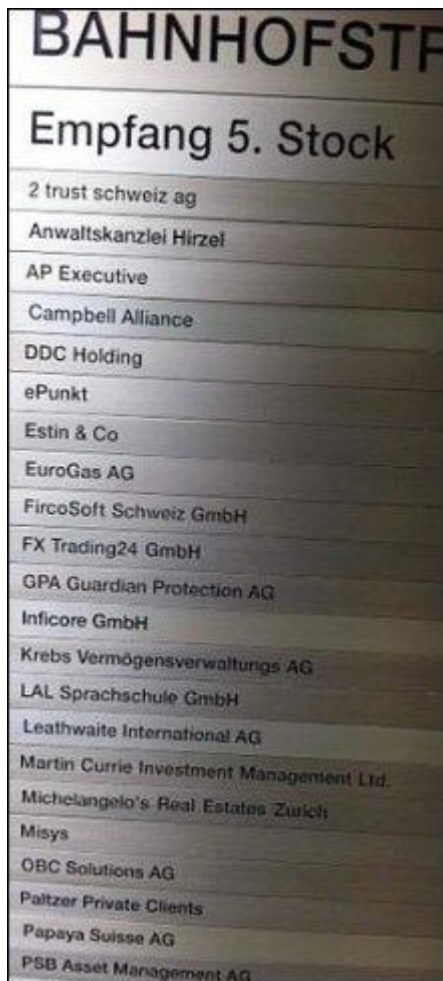 BAHNHOFSTR
Empfang 5. Stock
2 trust schweiz ag
Anwaltskanzlei Hirzel
AP Executive
Campbell Alliance
DDC Holding
ePunkt
Estin & Co
EuroGas AG
FircoSoft Schweiz GmbH
FX Trading24 GmbH
GPA Guardian Protection AG
Inficore GmbH
Krebs Vermögensverwaltungs AG
LAL Sprachschule GmbH
Leathwaite International AG
Martin Currie Investment Management Ltd.
Michelangelo's Real Estates Zürich
Misys
OBC Solutions AG
Paltzer Private Clients
Papaya Suisse AG
PSB Asset Management AG